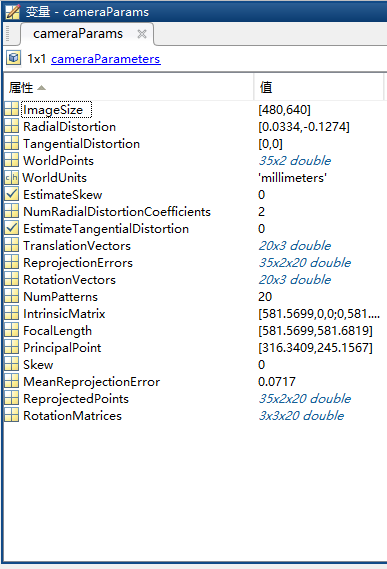 变量 - cameraParams
cameraParams
1x1 cameraParameters
属性 值
ImageSize [480,640]
RadialDistortion [0.0334,-0.1274]
TangentialDistortion [0,0]
WorldPoints 35x2 double
WorldUnits 'millimeters'
EstimateSkew 0
NumRadialDistortionCoefficients 2
EstimateTangentialDistortion 0
TranslationVectors 20x3 double
ReprojectionErrors 35x2x20 double
RotationVectors 20x3 double
NumPatterns 20
IntrinsicMatrix [581.5699,0,0;0,581....
FocalLength [581.5699,581.6819]
PrincipalPoint [316.3409,245.1567]
Skew 0
MeanReprojectionError 0.0717
ReprojectedPoints 35x2x20 double
RotationMatrices 3x3x20 double